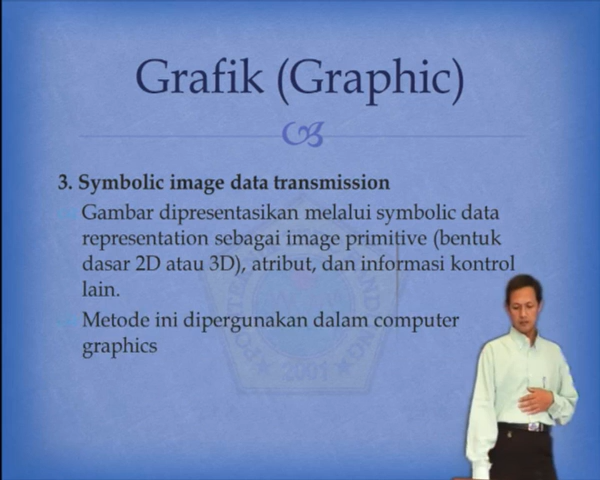 Grafik (Graphic)
3. Symbolic image data transmission
Gambar dipresentasikan melalui symbolic data
representation sebagai image primitive (bentuk
dasar 2D atau 3D), atribut, dan informasi kontrol
lain.
Metode ini dipergunakan dalam computer
graphics
2001